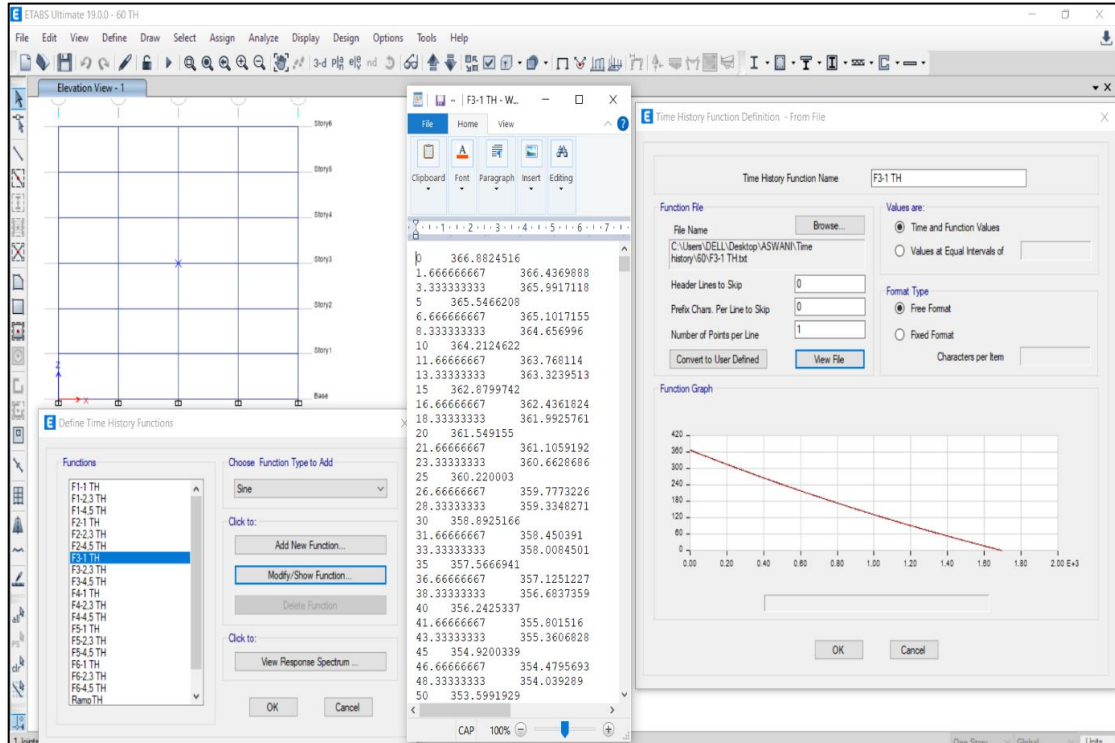 ETABS Ultimate 19.0.0 - 60 TH
File Edit View Define Draw Select Assign Analyze Display Design Options Tools Help
3-d
nd
Elevation View - 1
Story6
Story5
Story4
Story3
Story2
Story1
Base
Z
X
Define Time History Functions
Functions
F1-1 TH
F1-2,3 TH
F1-4,5 TH
F2-1 TH
F2-2,3 TH
F2-4,5 TH
F3-1 TH
F3-2,3 TH
F3-4,5 TH
F4-1 TH
F4-2,3 TH
F4-4,5 TH
F5-1 TH
F5-2,3 TH
F5-4,5 TH
F6-1 TH
F6-2,3 TH
F6-4,5 TH
RampTH
Choose Function Type to Add
Sine
Click to:
Add New Function...
Modify/Show Function...
Delete Function
Click to:
View Response Spectrum ...
OK Cancel
F3-1 TH - W...
File Home View
Clipboard Font Paragraph Insert Editing
1 2 3 4 5 6 7
0 366.8824516
1.666666667 366.4369888
3.333333333 365.9917118
5 365.5466208
6.666666667 365.1017155
8.333333333 364.656996
10 364.2124622
11.66666667 363.768114
13.33333333 363.3239513
15 362.8799742
16.66666667 362.4361824
18.33333333 361.9925761
20 361.549155
21.66666667 361.1059192
23.33333333 360.6628686
25 360.220003
26.66666667 359.7773226
28.33333333 359.3348271
30 358.8925166
31.66666667 358.450391
33.33333333 358.0084501
35 357.5666941
36.66666667 357.1251227
38.33333333 356.6837359
40 356.2425337
41.66666667 355.801516
43.33333333 355.3606828
45 354.9200339
46.66666667 354.4795693
48.33333333 354.039289
50 353.5991929
CAP 100%
Time History Function Definition - From File
Time History Function Name F3-1 TH
Function File
File Name Browse...
C:\Users\DELL\Desktop\ASWANI\Time
history\60\F3-1 TH.txt
Header Lines to Skip 0
Prefix Chars. Per Line to Skip 0
Number of Points per Line 1
Convert to User Defined View File
Values are:
Time and Function Values
Values at Equal Intervals of
Format Type
Free Format
Fixed Format
Characters per Item
Function Graph
420
360
300
240
180
120
60
0
0.00 0.20 0.40 0.60 0.80 1.00 1.20 1.40 1.60 1.80 2.00 E+3
OK Cancel
One Story Global Units